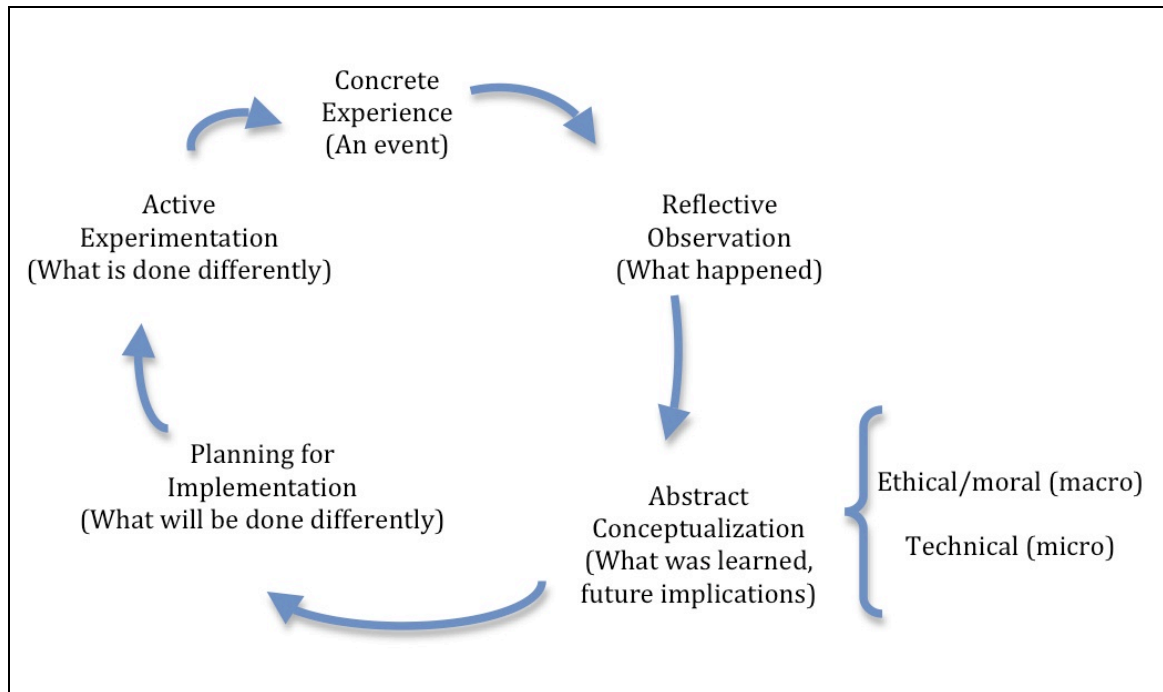 Concrete
Experience
(An event)
Reflective
Observation
(What happened)
Abstract
Conceptualization
(What was learned,
future implications)
Ethical/moral (macro)
Technical (micro)
Planning for
Implementation
(What will be done differently)
Active
Experimentation
(What is done differently)